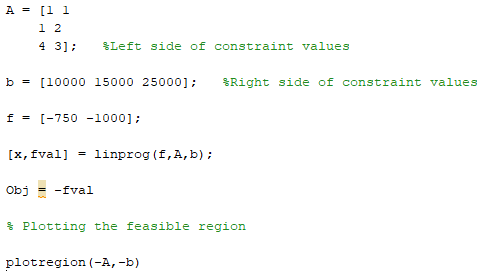 A = [1 1
1 2
4 3]; %Left side of constraint values
b = [10000 15000 25000]; %Right side of constraint values
f = [-750 -1000];
[x,fval] = linprog(f,A,b);
Obj = -fval
% Plotting the feasible region
plotregion(-A,-b)